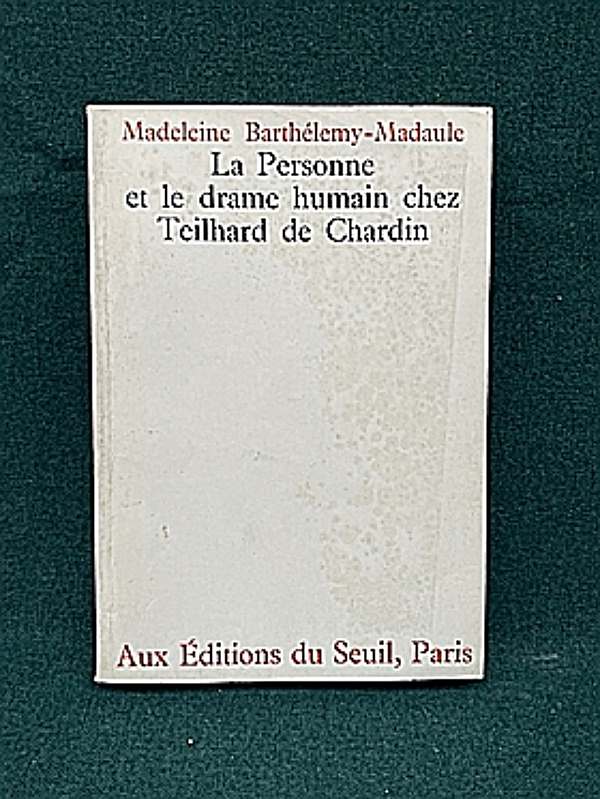 Madeleine Barthélemy-Madaule
La Personne
et le drame humain chez
Teilhard de Chardin
Aux Éditions du Seuil, Paris